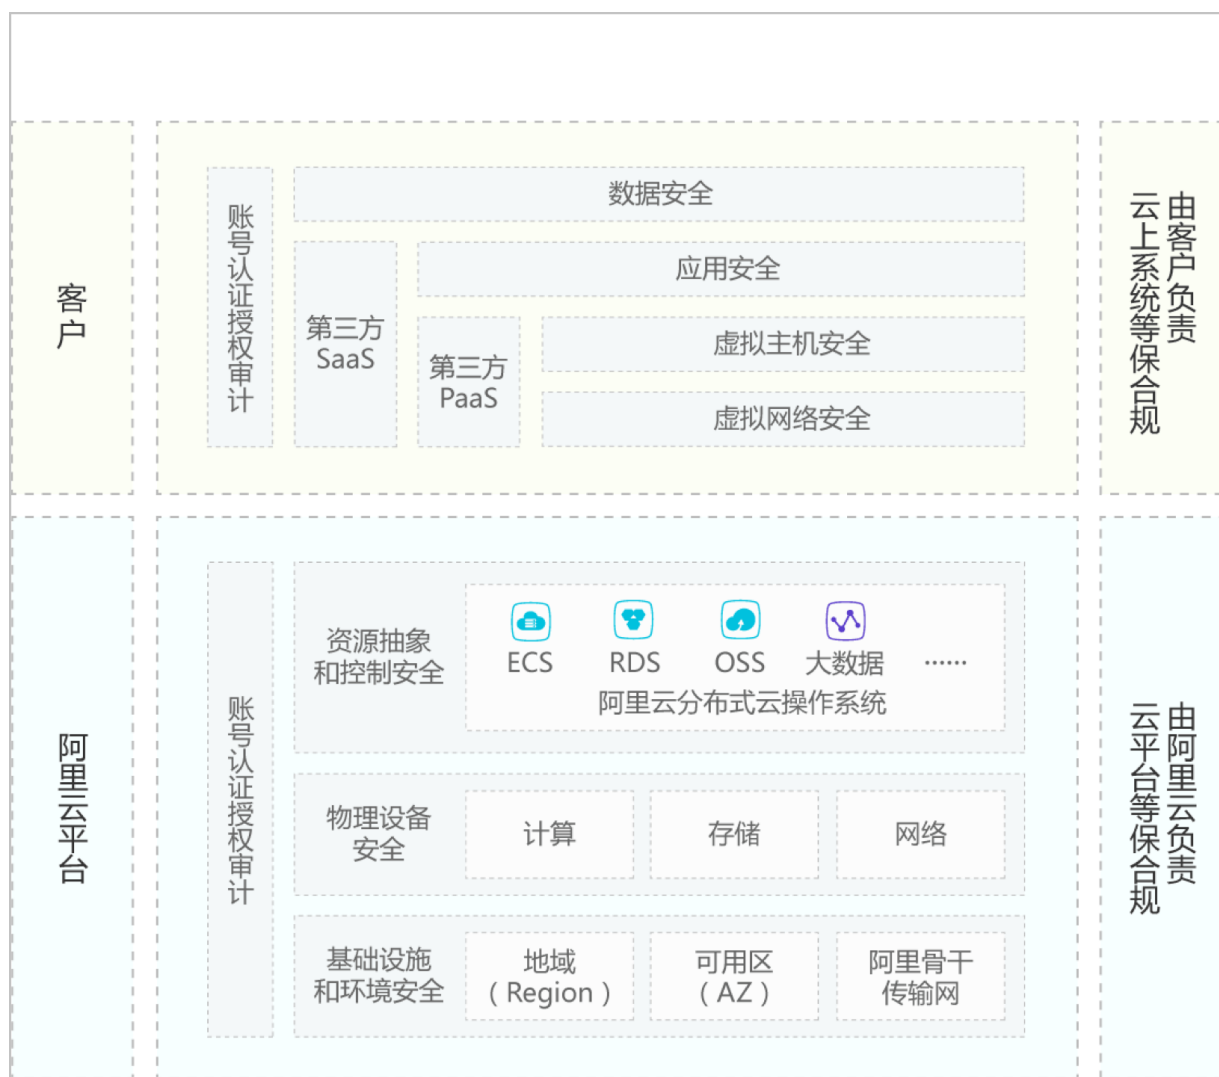 客户
账号认证授权审计
数据安全
第三方
SaaS
应用安全
第三方
PaaS
虚拟主机安全
虚拟网络安全
由客户负责
云上系统等保合规
阿里云平台
账号认证授权审计
资源抽象
和控制安全
ECS
RDS
OSS
大数据
······
阿里云分布式云操作系统
物理设备
安全
计算
存储
网络
基础设施
和环境安全
地域
（Region）
可用区
（AZ）
阿里骨干
传输网
由阿里云负责
云平台等保合规